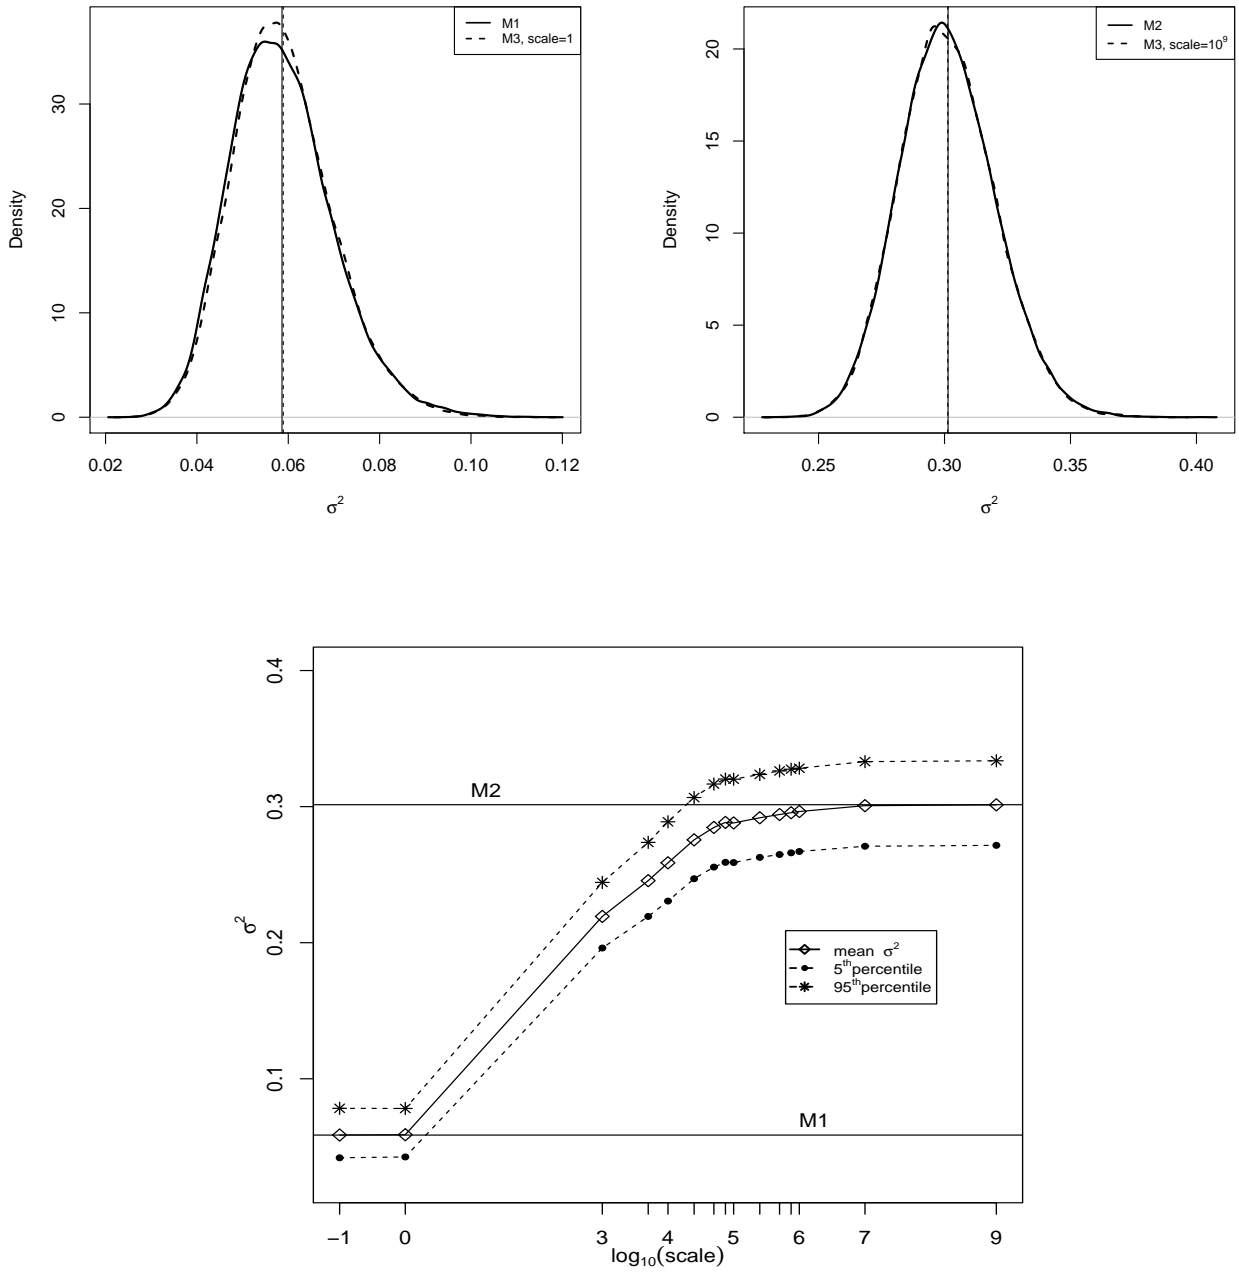 M1
M3, scale=1
Density
0
10
20
30
0.02 0.04 0.06 0.08 0.10 0.12
σ²
M2
M3, scale=10⁹
Density
0
5
10
15
20
0.25 0.30 0.35 0.40
σ²
0.4
0.3
0.2
0.1
σ²
M2
M1
mean σ²
5ᵗʰpercentile
95ᵗʰpercentile
−1 0 3 4 5 6 7 9
log₁₀(scale)